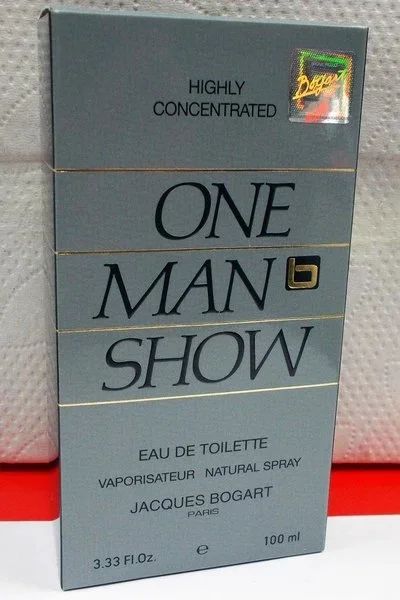 HIGHLY
CONCENTRATED
Bogart
ONE
MAN b
SHOW
EAU DE TOILETTE
VAPORISATEUR NATURAL SPRAY
JACQUES BOGART
PARIS
3.33 Fl.Oz. e 100 ml